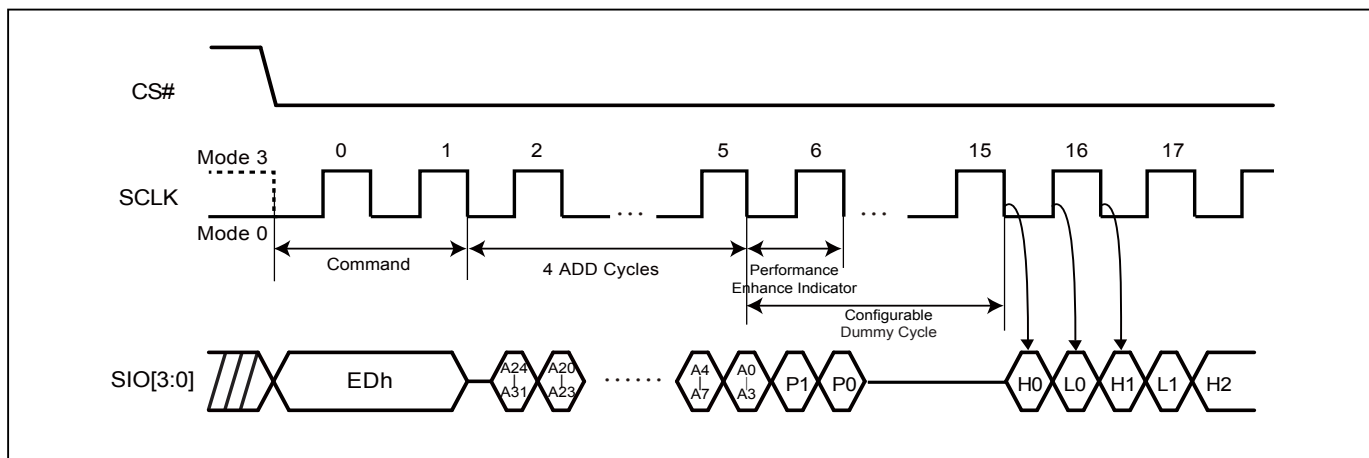 CS#
0 1 2 5 6 15 16 17
Mode 3
SCLK
Mode 0
...
...
Command
4 ADD Cycles
Performance
Enhance Indicator
Configurable
Dummy Cycle
SIO[3:0]
EDh
A24
|
A31
A20
|
A23
......
A4
|
A7
A0
|
A3
P1
P0
H0
L0
H1
L1
H2